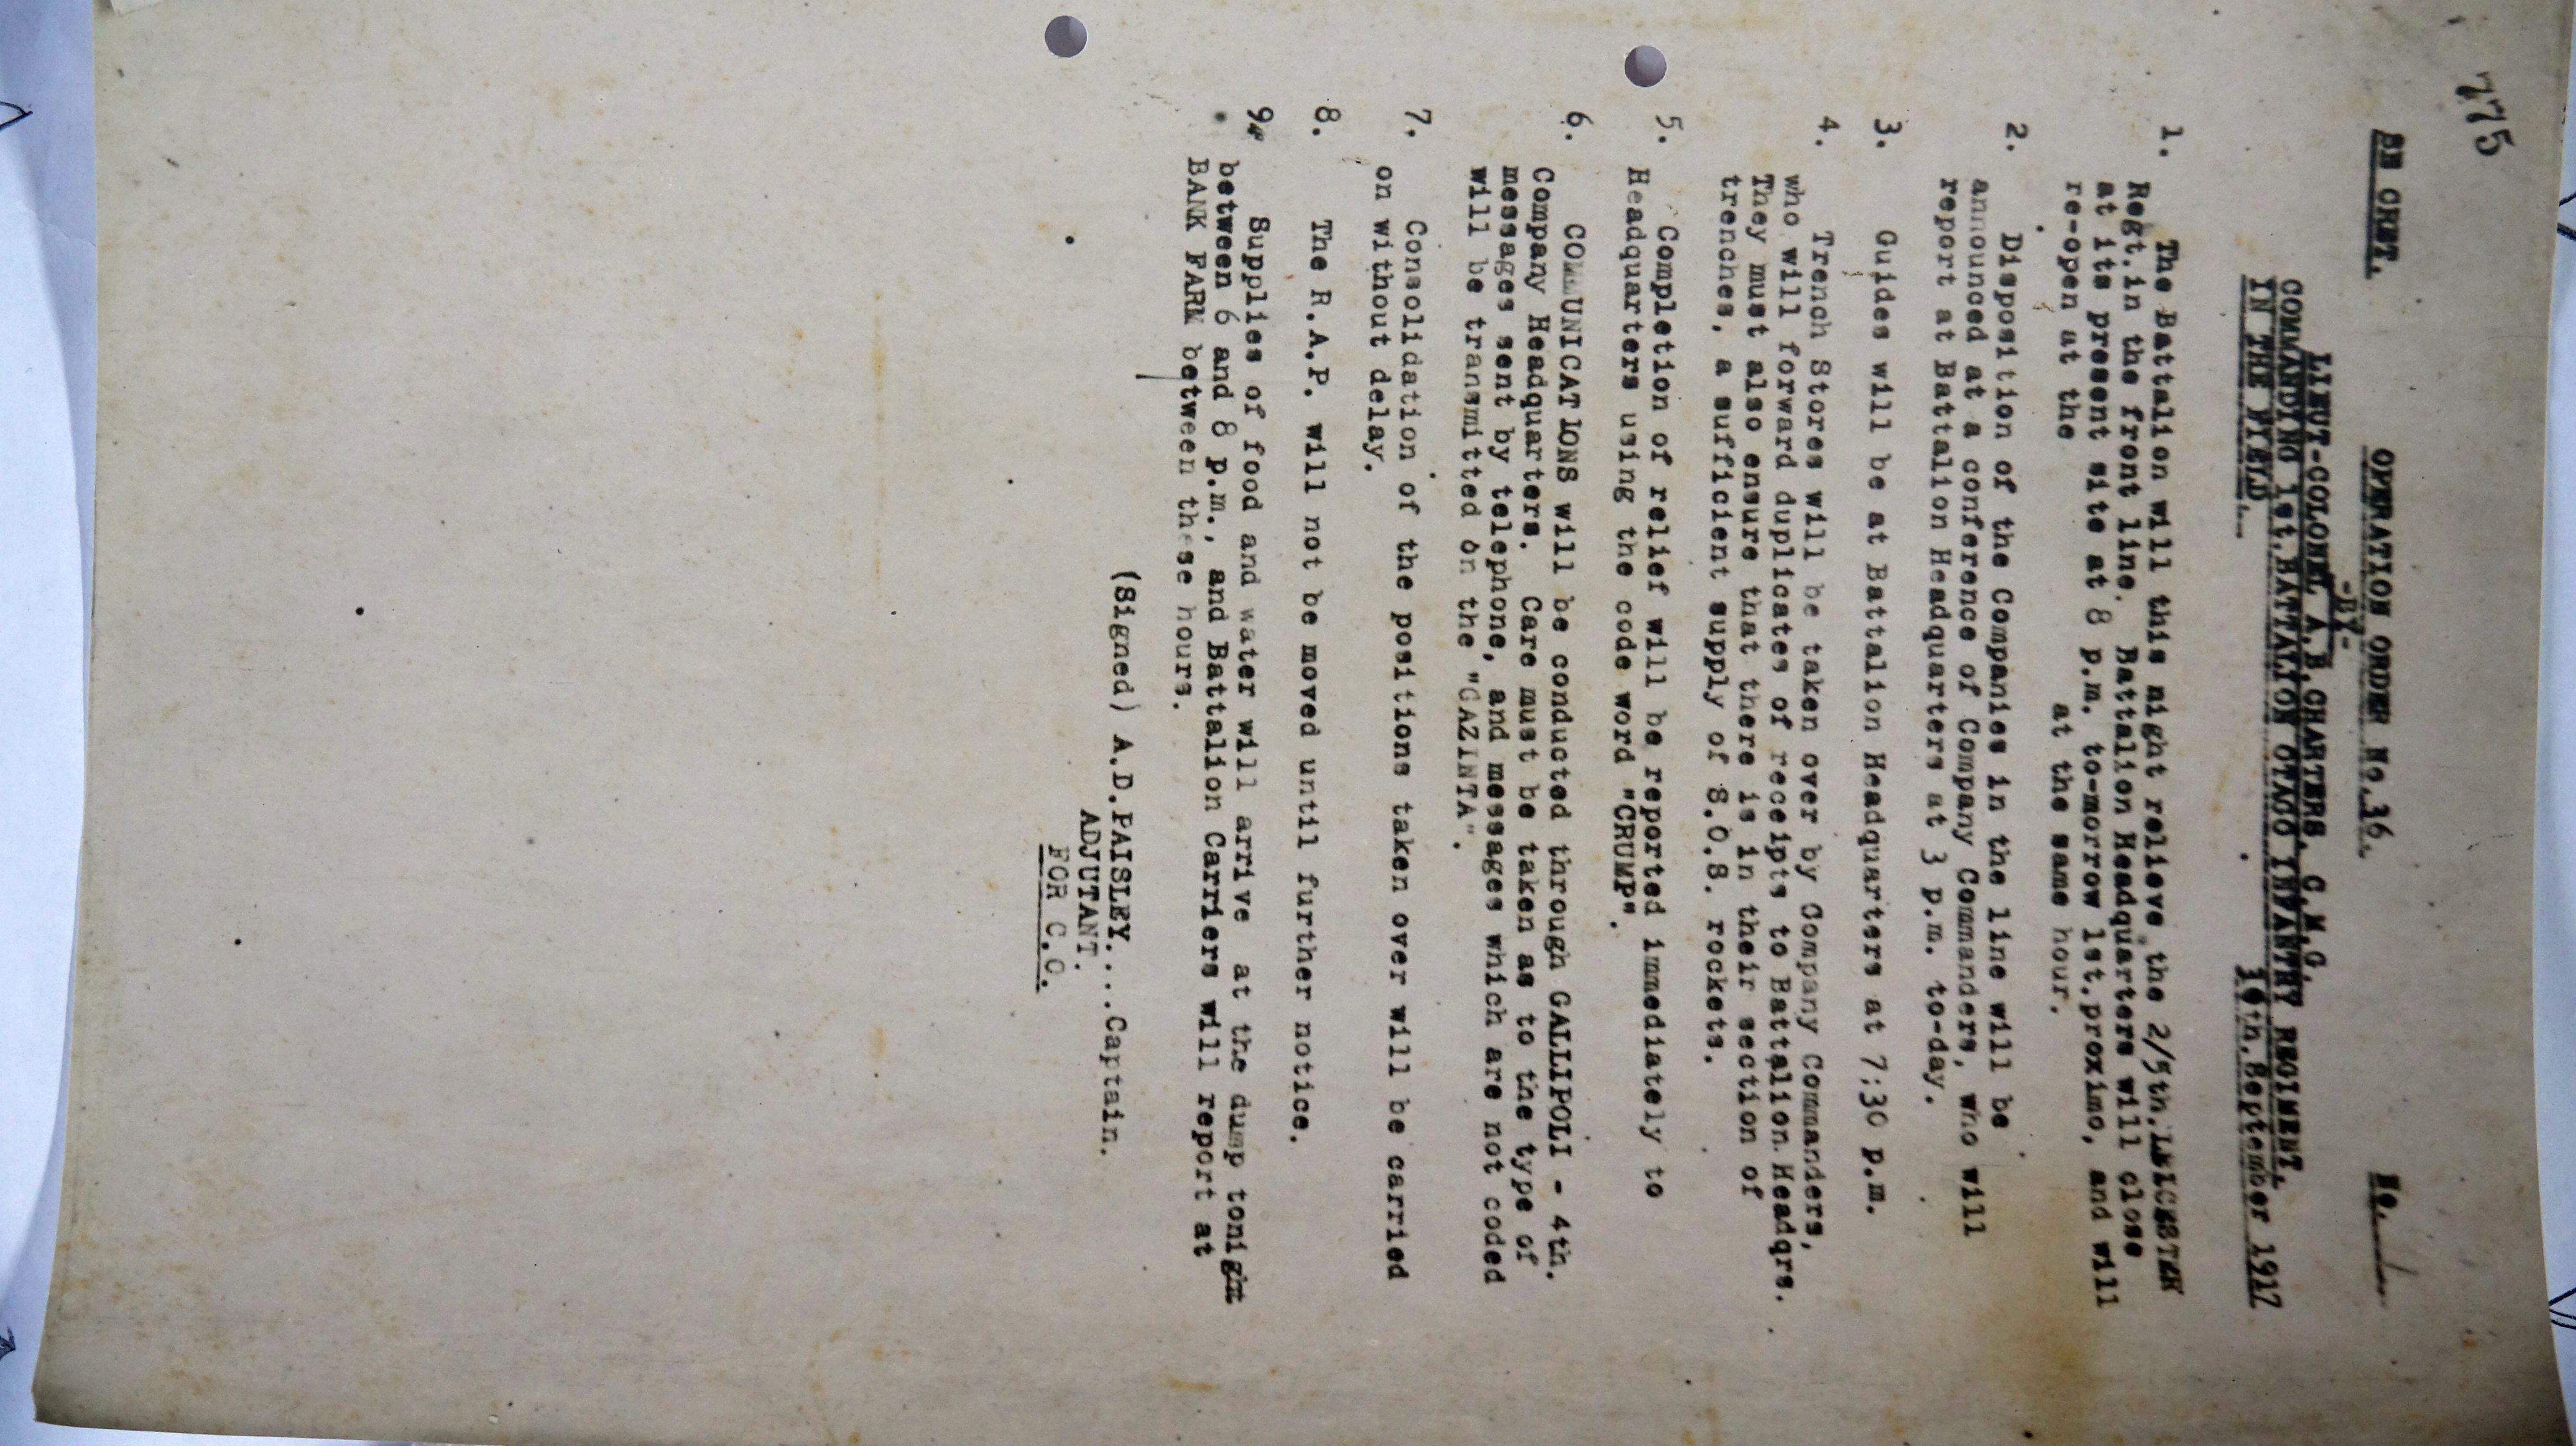 775
SECRET. OPERATION ORDER No.36. No. /
-BY-
LIEUT-COLONEL A.B.CHARTERS, C.M.G.
COMMANDING 1st.BATTALION OTAGO INFANTRY REGIMENT.
IN THE FIELD. September 1917
1. The Battalion will this night relieve the 2/5th.LEICESTER
Regt.in the front line. Battalion Headquarters will close
at its present site at 8 p.m. to-morrow 1st.proximo, and will
re-open at the at the same hour.
2. Disposition of the Companies in the line will be
announced at a conference of Company Commanders, who will
report at Battalion Headquarters at 3 p.m. to-day.
3. Guides will be at Battalion Headquarters at 7:30 p.m.
4. Trench Stores will be taken over by Company Commanders,
who will forward duplicates of receipts to Battalion Headqrs.
They must also ensure that there is in their section of
trenches, a sufficient supply of S.O.S. rockets.
5. Completion of relief will be reported immediately to
Headquarters using the code word "CRUMP".
6. COMMUNICATIONS will be conducted through GALLIPOLI - 4th.
Company Headquarters. Care must be taken as to the type of
messages sent by telephone, and messages which are not coded
will be transmitted on the "GAZINTA".
7. Consolidation of the positions taken over will be carried
on without delay.
8. The R.A.P. will not be moved until further notice.
9. Supplies of food and water will arrive at the dump tonight
between 6 and 8 p.m., and Battalion Carriers will report at
BANK FARM between these hours.
(Signed) A.D.PAISLEY....Captain.
ADJUTANT.
FOR C.O.